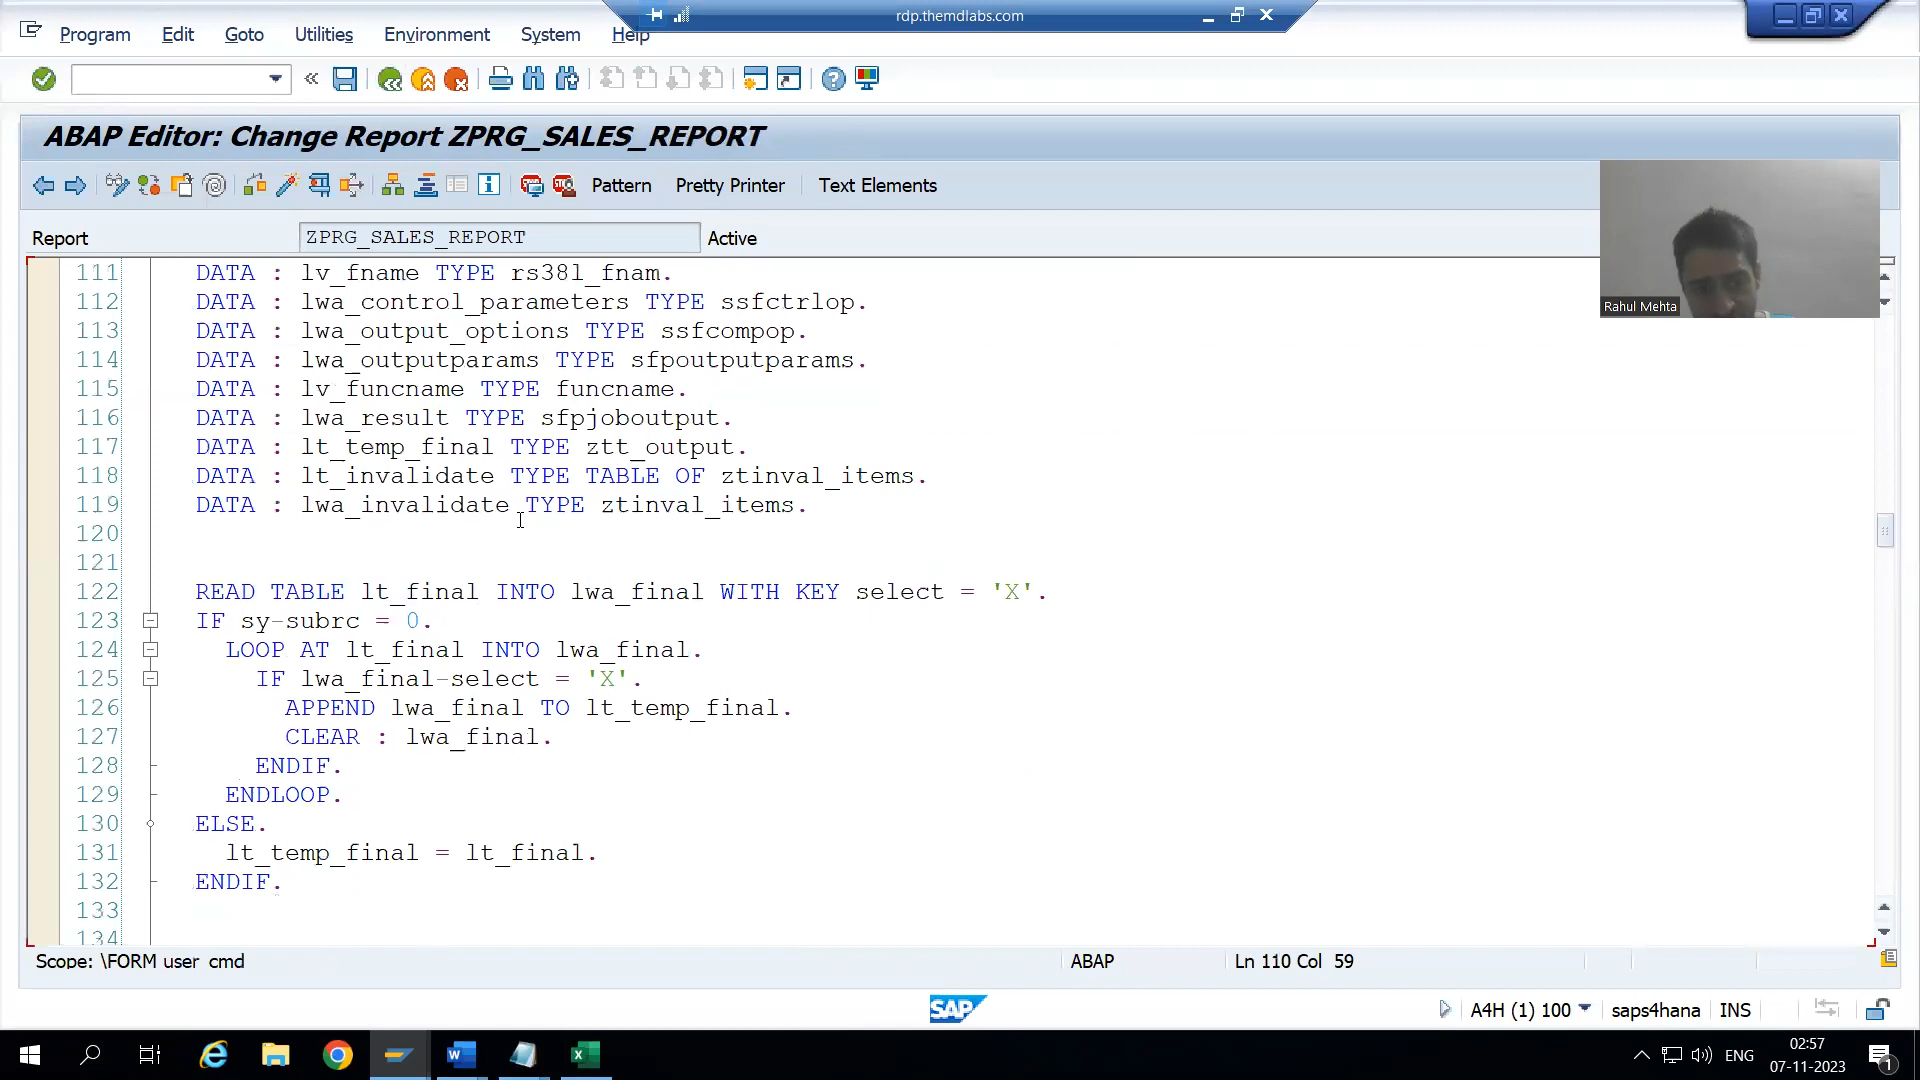 rdp.themdlabs.com
Program Edit Goto Utilities Environment System Help
ABAP Editor: Change Report ZPRG_SALES_REPORT
Pattern Pretty Printer Text Elements
Report ZPRG_SALES_REPORT Active
Rahul Mehta
111 DATA : lv_fname TYPE rs38l_fnam.
112 DATA : lwa_control_parameters TYPE ssfctrlop.
113 DATA : lwa_output_options TYPE ssfcompop.
114 DATA : lwa_outputparams TYPE sfpoutputparams.
115 DATA : lv_funcname TYPE funcname.
116 DATA : lwa_result TYPE sfpjoboutput.
117 DATA : lt_temp_final TYPE ztt_output.
118 DATA : lt_invalidate TYPE TABLE OF ztinval_items.
119 DATA : lwa_invalidate TYPE ztinval_items.
120
121
122 READ TABLE lt_final INTO lwa_final WITH KEY select = 'X'.
123 IF sy-subrc = 0.
124 LOOP AT lt_final INTO lwa_final.
125 IF lwa_final-select = 'X'.
126 APPEND lwa_final TO lt_temp_final.
127 CLEAR : lwa_final.
128 ENDIF.
129 ENDLOOP.
130 ELSE.
131 lt_temp_final = lt_final.
132 ENDIF.
133
134
Scope: \FORM user_cmd ABAP Ln 110 Col 59
SAP A4H (1) 100 saps4hana INS
ENG 02:57
07-11-2023
1